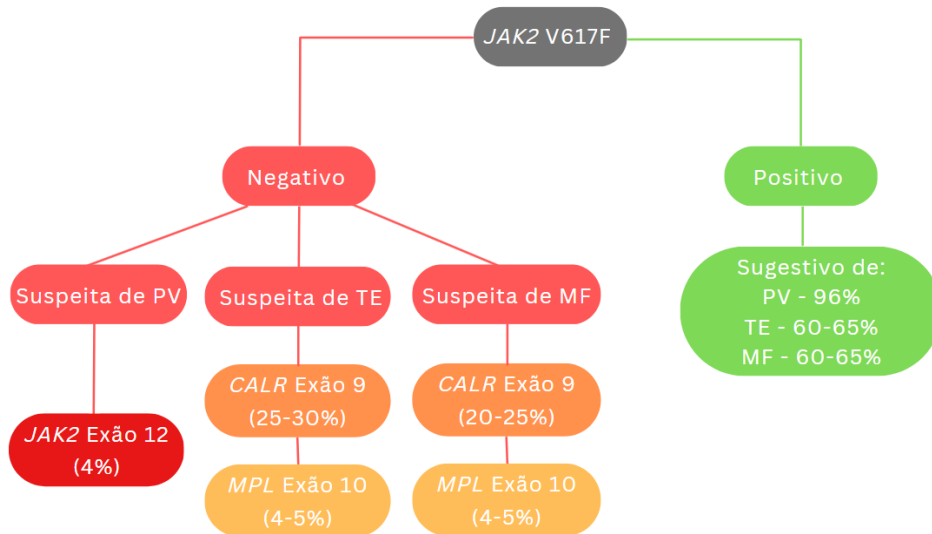 JAK2 V617F
Negativo
Positivo
Suspeita de PV
Suspeita de TE
Suspeita de MF
Sugestivo de:
PV - 96%
TE - 60-65%
MF - 60-65%
JAK2 Exão 12
(4%)
CALR Exão 9
(25-30%)
CALR Exão 9
(20-25%)
MPL Exão 10
(4-5%)
MPL Exão 10
(4-5%)